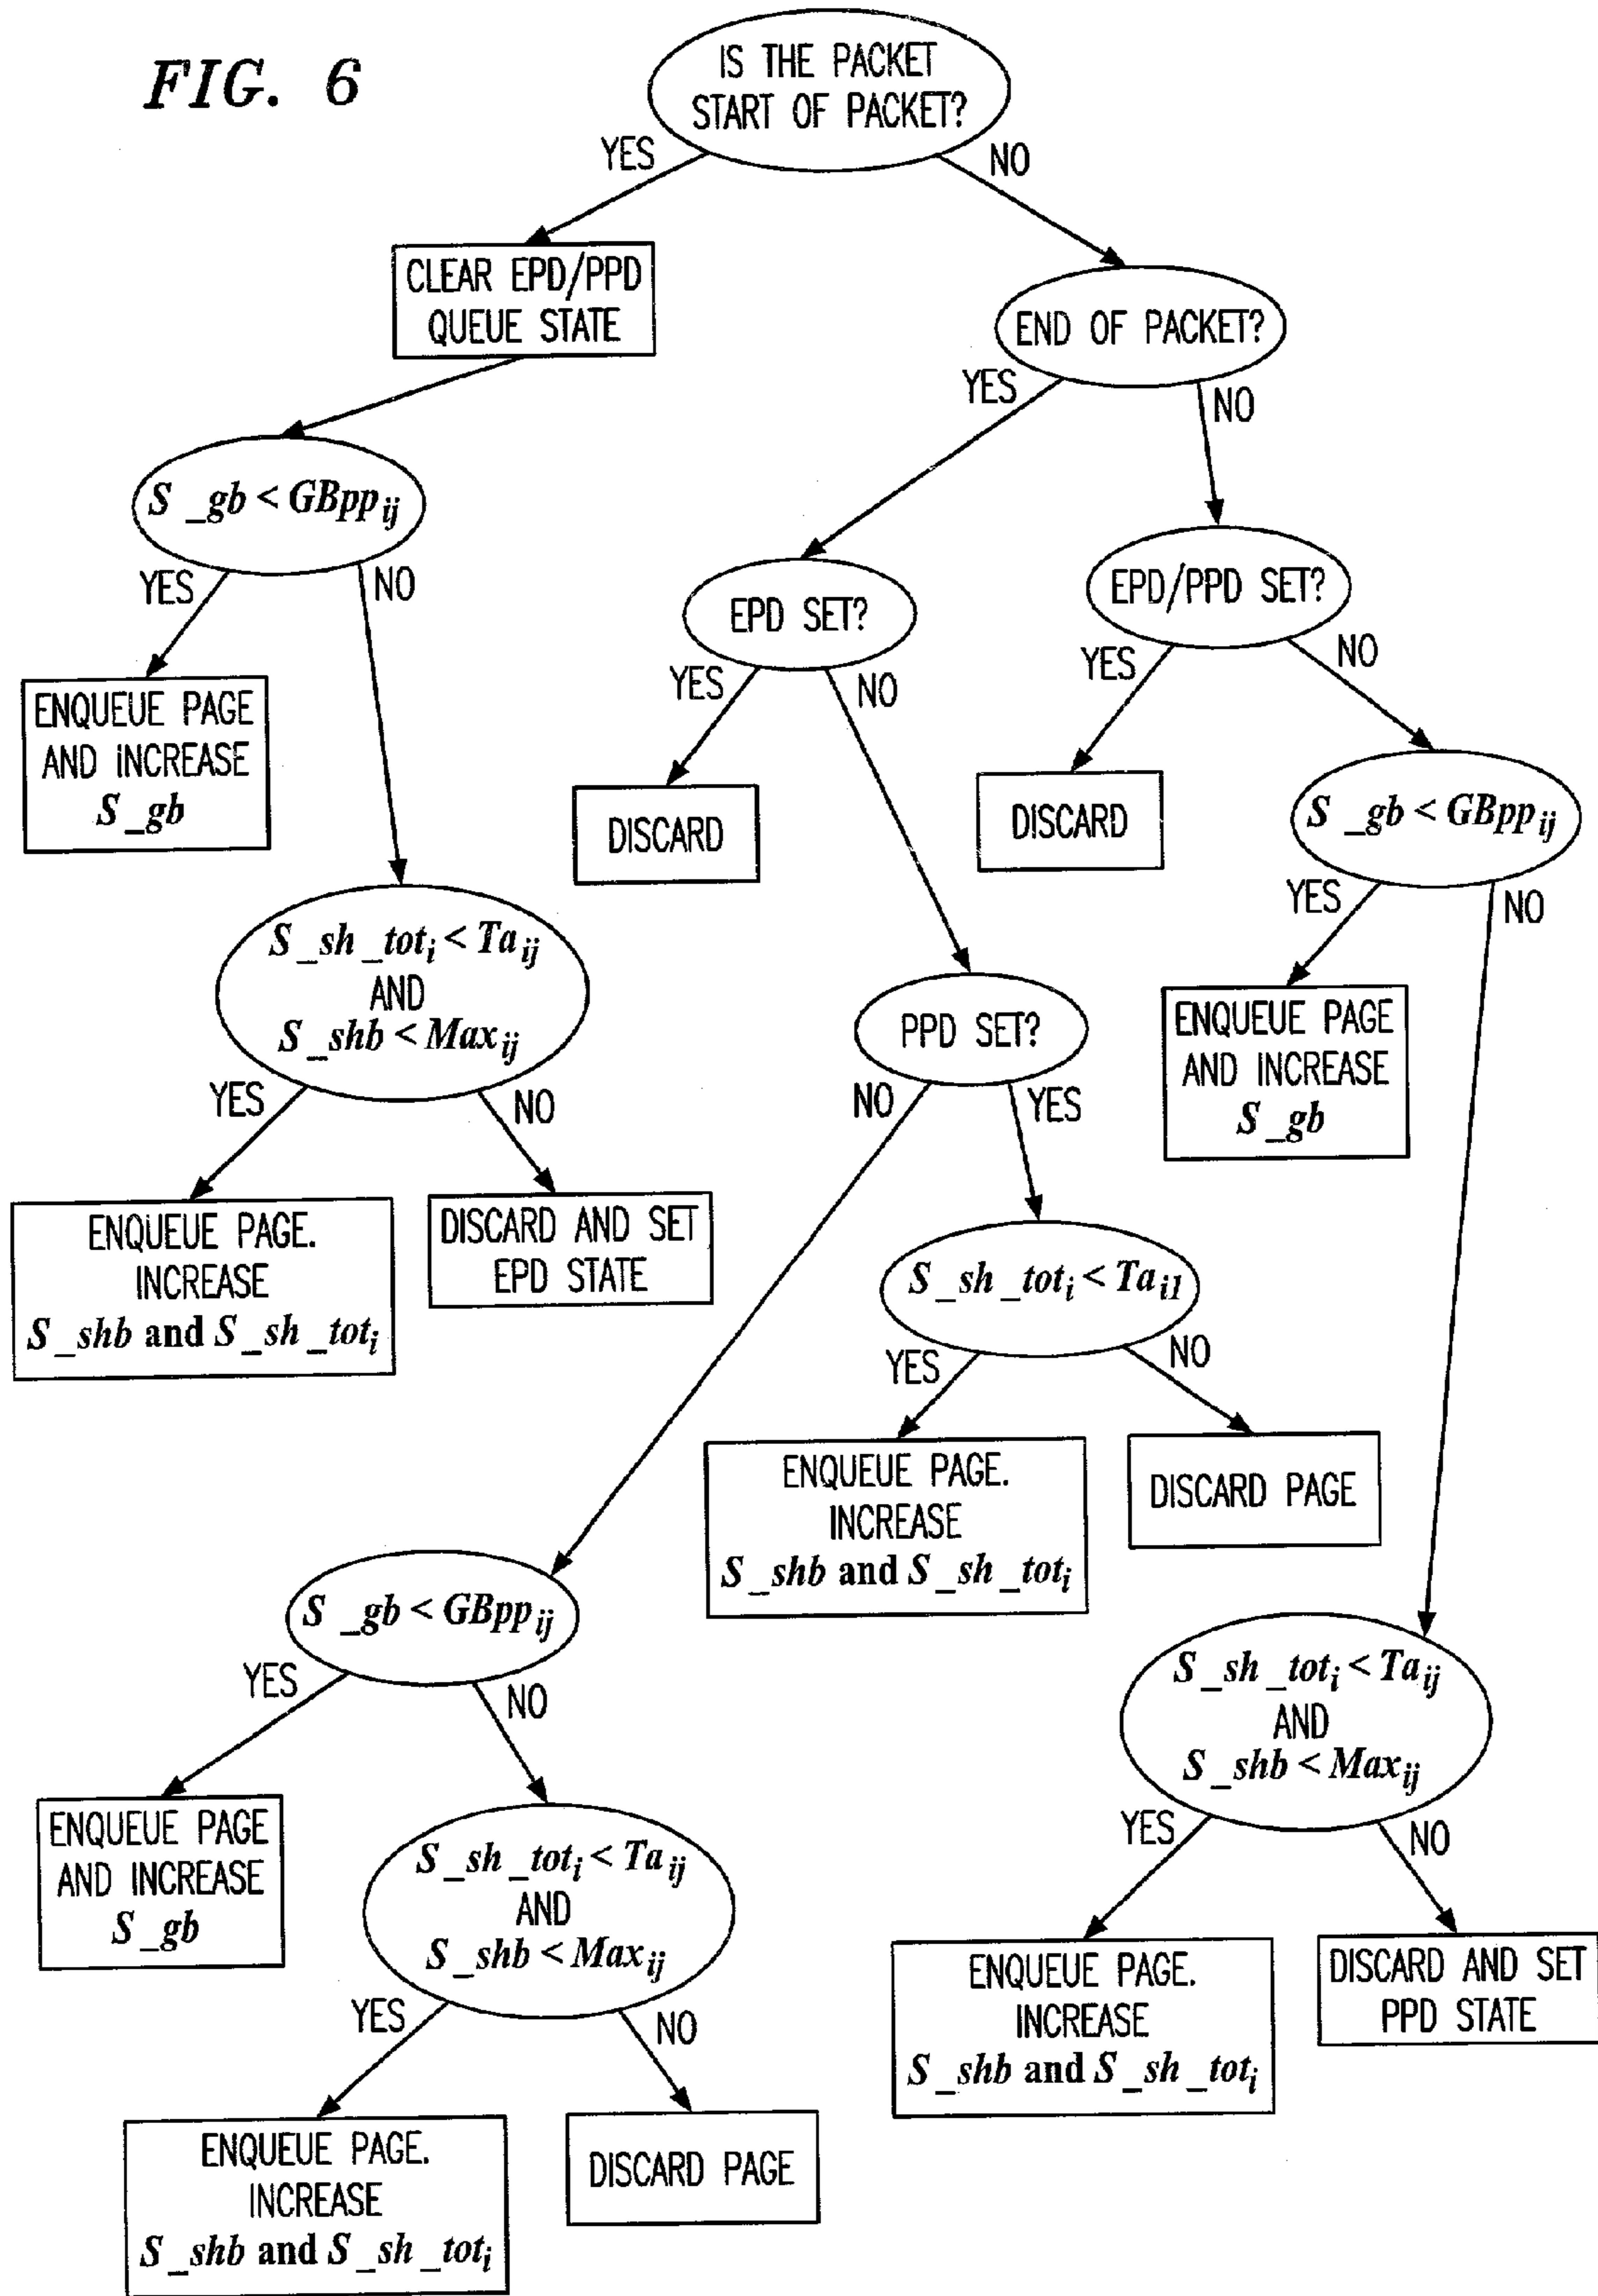 FIG. 6
IS THE PACKET
START OF PACKET?
YES
NO
CLEAR EPD/PPD
QUEUE STATE
END OF PACKET?
YES
NO
S_gb < GBpp_ij
YES
NO
EPD SET?
YES
NO
EPD/PPD SET?
YES
NO
ENQUEUE PAGE
AND INCREASE
S_gb
DISCARD
DISCARD
S_gb < GBpp_ij
YES
NO
S_sh_tot_i < Ta_ij
AND
S_shb < Max_ij
YES
NO
PPD SET?
NO
YES
ENQUEUE PAGE
AND INCREASE
S_gb
ENQUEUE PAGE.
INCREASE
S_shb and S_sh_tot_i
DISCARD AND SET
EPD STATE
S_sh_tot_i < Ta_i1
YES
NO
ENQUEUE PAGE.
INCREASE
S_shb and S_sh_tot_i
DISCARD PAGE
S_gb < GBpp_ij
YES
NO
S_sh_tot_i < Ta_ij
AND
S_shb < Max_ij
YES
NO
ENQUEUE PAGE
AND INCREASE
S_gb
S_sh_tot_i < Ta_ij
AND
S_shb < Max_ij
YES
NO
ENQUEUE PAGE.
INCREASE
S_shb and S_sh_tot_i
DISCARD AND SET
PPD STATE
ENQUEUE PAGE.
INCREASE
S_shb and S_sh_tot_i
DISCARD PAGE